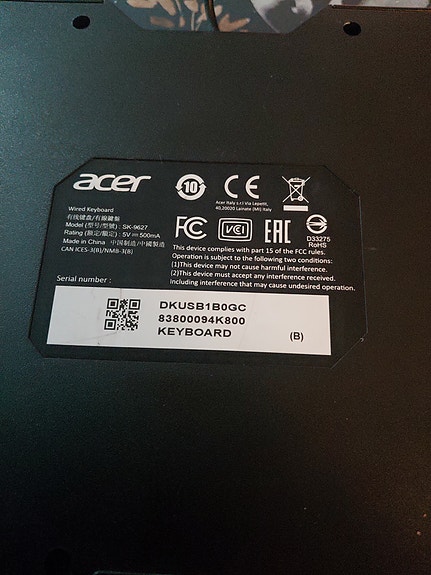 acer
10
CE
Acer Italy s.r.l Via Lepetit,
40,20020 Lainate (MI) Italy
Wired Keyboard
有线键盘/有線鍵盤
Model (型号/型號) : SK-9627
Rating (额定/額定) : 5V⎓500mA
Made in China 中国制造/中國製造
CAN ICES-3(B)/NMB-3(B)
FC
VCI
EAC
D33275
RoHS
This device complies with part 15 of the FCC rules.
Operation is subject to the following two conditions:
(1)This device may not cause harmful interference.
(2)This device must accept any interference received,
including interference that may cause undesired operation.
Serial number :
DKUSB1B0GC
83800094K800
KEYBOARD
(B)